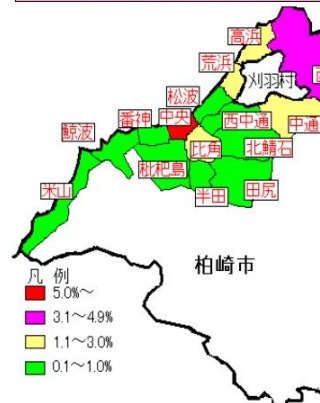 高浜
荒浜
刈羽村
松波
番神
中央
西中通
中通
鯨波
比角
北鯖石
枇杷島
米山
半田
田尻
柏崎市
凡 例
5.0%～
3.1～4.9%
1.1～3.0%
0.1～1.0%